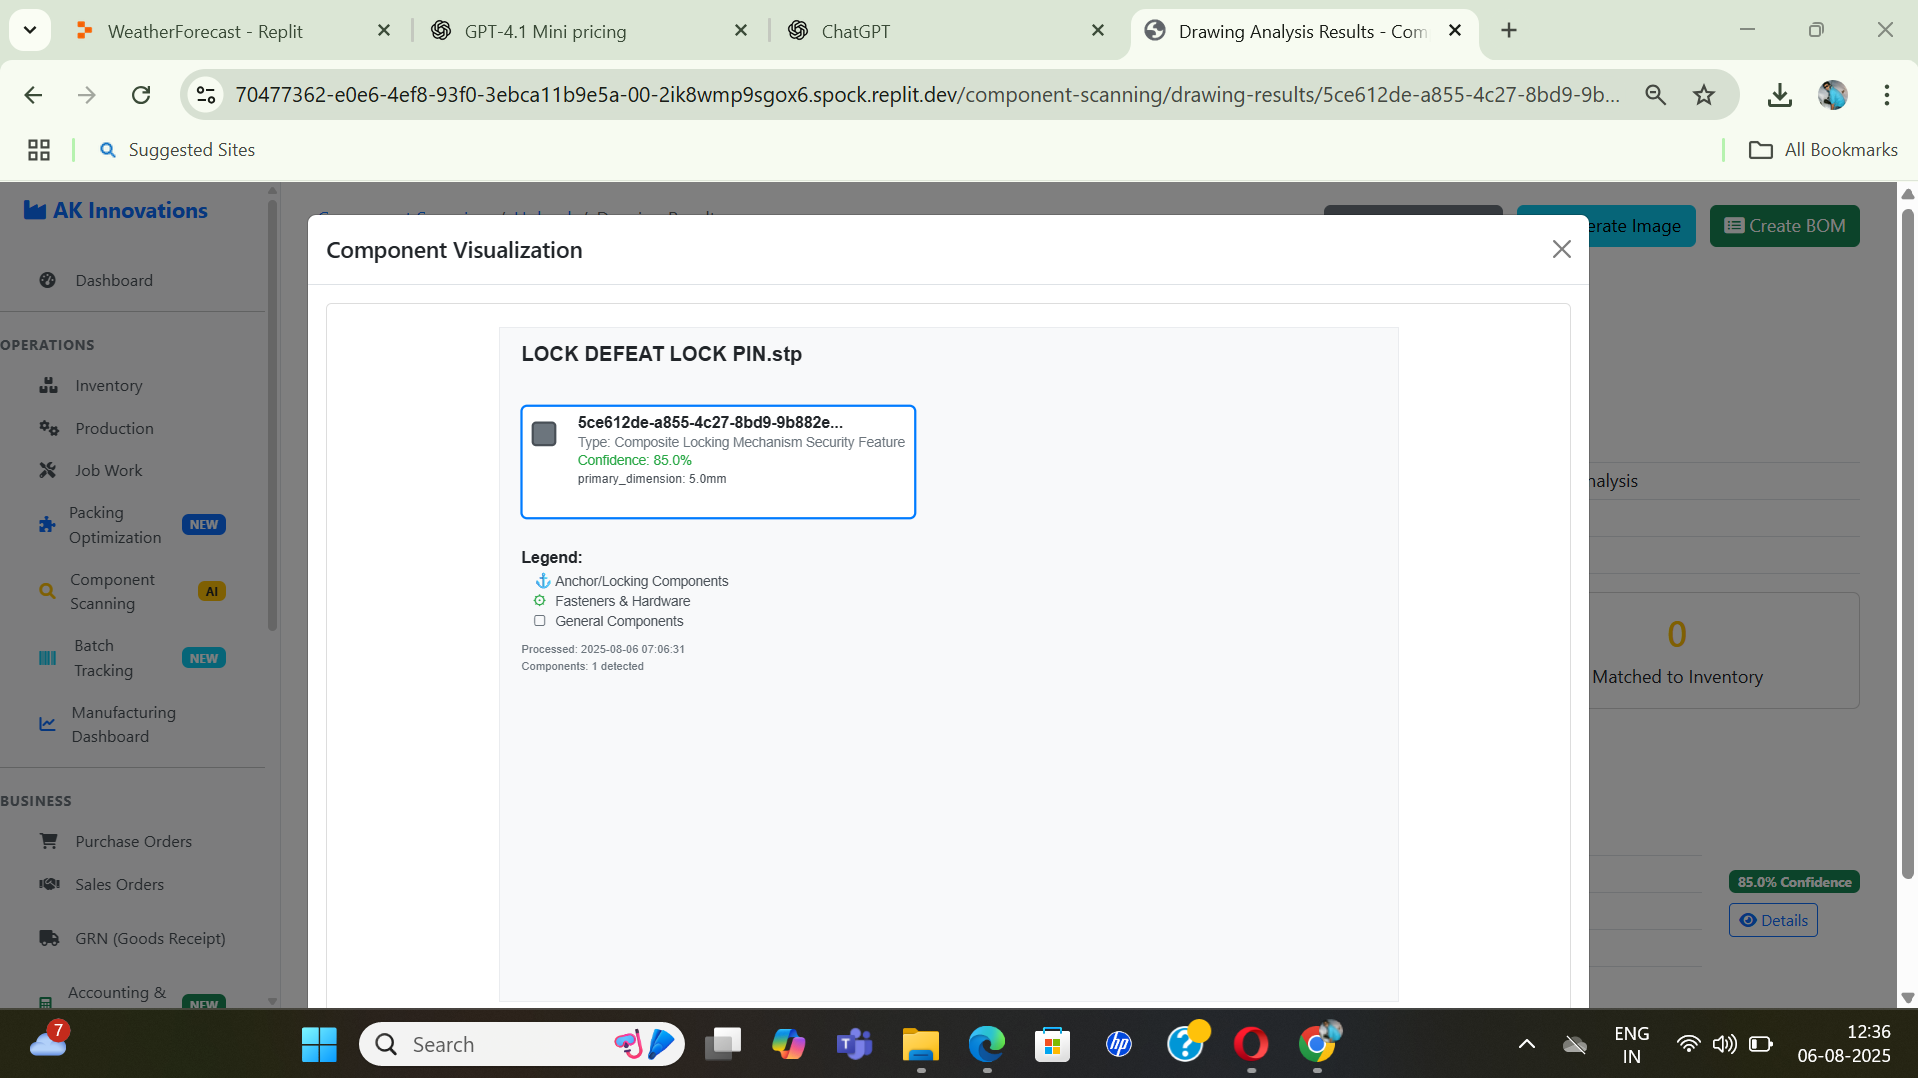 WeatherForecast - Replit
GPT-4.1 Mini pricing
ChatGPT
Drawing Analysis Results - Com
70477362-e0e6-4ef8-93f0-3ebca11b9e5a-00-2ik8wmp9sgox6.spock.replit.dev/component-scanning/drawing-results/5ce612de-a855-4c27-8bd9-9b...
Suggested Sites
All Bookmarks
AK Innovations
Dashboard
OPERATIONS
Inventory
Production
Job Work
Packing
Optimization
NEW
Component
Scanning
AI
Batch
Tracking
NEW
Manufacturing
Dashboard
BUSINESS
Purchase Orders
Sales Orders
GRN (Goods Receipt)
Accounting &
NEW
erate Image
Create BOM
Component Visualization
LOCK DEFEAT LOCK PIN.stp
5ce612de-a855-4c27-8bd9-9b882e...
Type: Composite Locking Mechanism Security Feature
Confidence: 85.0%
primary_dimension: 5.0mm
Legend:
Anchor/Locking Components
Fasteners & Hardware
General Components
Processed: 2025-08-06 07:06:31
Components: 1 detected
nalysis
0
Matched to Inventory
85.0% Confidence
Details
7
Search
hp
ENG
IN
12:36
06-08-2025